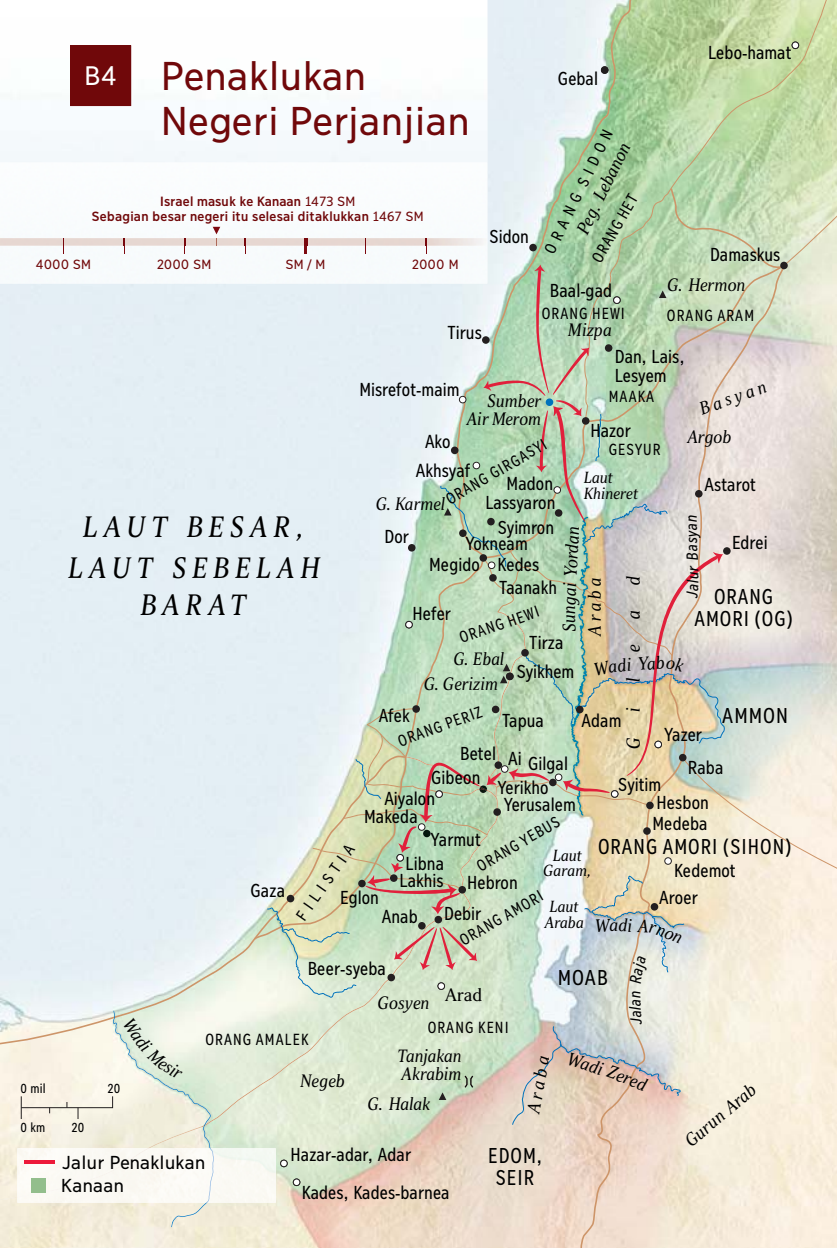 B4
Penaklukan
Negeri Perjanjian
Israel masuk ke Kanaan 1473 SM
Sebagian besar negeri itu selesai ditaklukkan 1467 SM
4000 SM
2000 SM
SM / M
2000 M
Lebo-hamat
Gebal
ORANG SIDON
Peg. Lebanon
ORANG HET
Sidon
Damaskus
Baal-gad
G. Hermon
ORANG HEWI
ORANG ARAM
Mizpa
Tirus
Dan, Lais,
Lesyem
Misrefot-maim
Sumber
Air Merom
MAAKA
Basyan
Hazor
Argob
Ako
GESYUR
ORANG GIRGASYI
Akhsyaf
Laut
Khineret
Madon
Astarot
G. Karmel
Lassyaron
Syimron
LAUT BESAR,
LAUT SEBELAH
BARAT
Dor
Yokneam
Edrei
Megido
Kedes
Taanakh
Sungai Yordan
Araba
Jalur Basyan
Gilead
ORANG
AMORI (OG)
Hefer
ORANG HEWI
Tirza
G. Ebal
Syikhem
G. Gerizim
Wadi Yabok
Afek
ORANG PERIZ
Tapua
Adam
AMMON
Yazer
Betel
Ai
Gilgal
Raba
Gibeon
Yerikho
Syitim
Aiyalon
Yerusalem
Hesbon
Makeda
Medeba
Yarmut
ORANG YEBUS
ORANG AMORI (SIHON)
Libna
Laut
Garam,
Laut
Araba
Kedemot
Lakhis
FILISTIA
Gaza
Eglon
Hebron
Aroer
Anab
Debir
ORANG AMORI
Wadi Arnon
Beer-syeba
MOAB
Jalan Raja
Gosyen
Arad
ORANG KENI
ORANG AMALEK
Wadi Mesir
Tanjakan
Akrabim
Negeb
G. Halak
Araba
Wadi Zered
Gurun Arab
0 mil 20
0 km 20
Hazar-adar, Adar
EDOM,
SEIR
Jalur Penaklukan
Kanaan
Kades, Kades-barnea